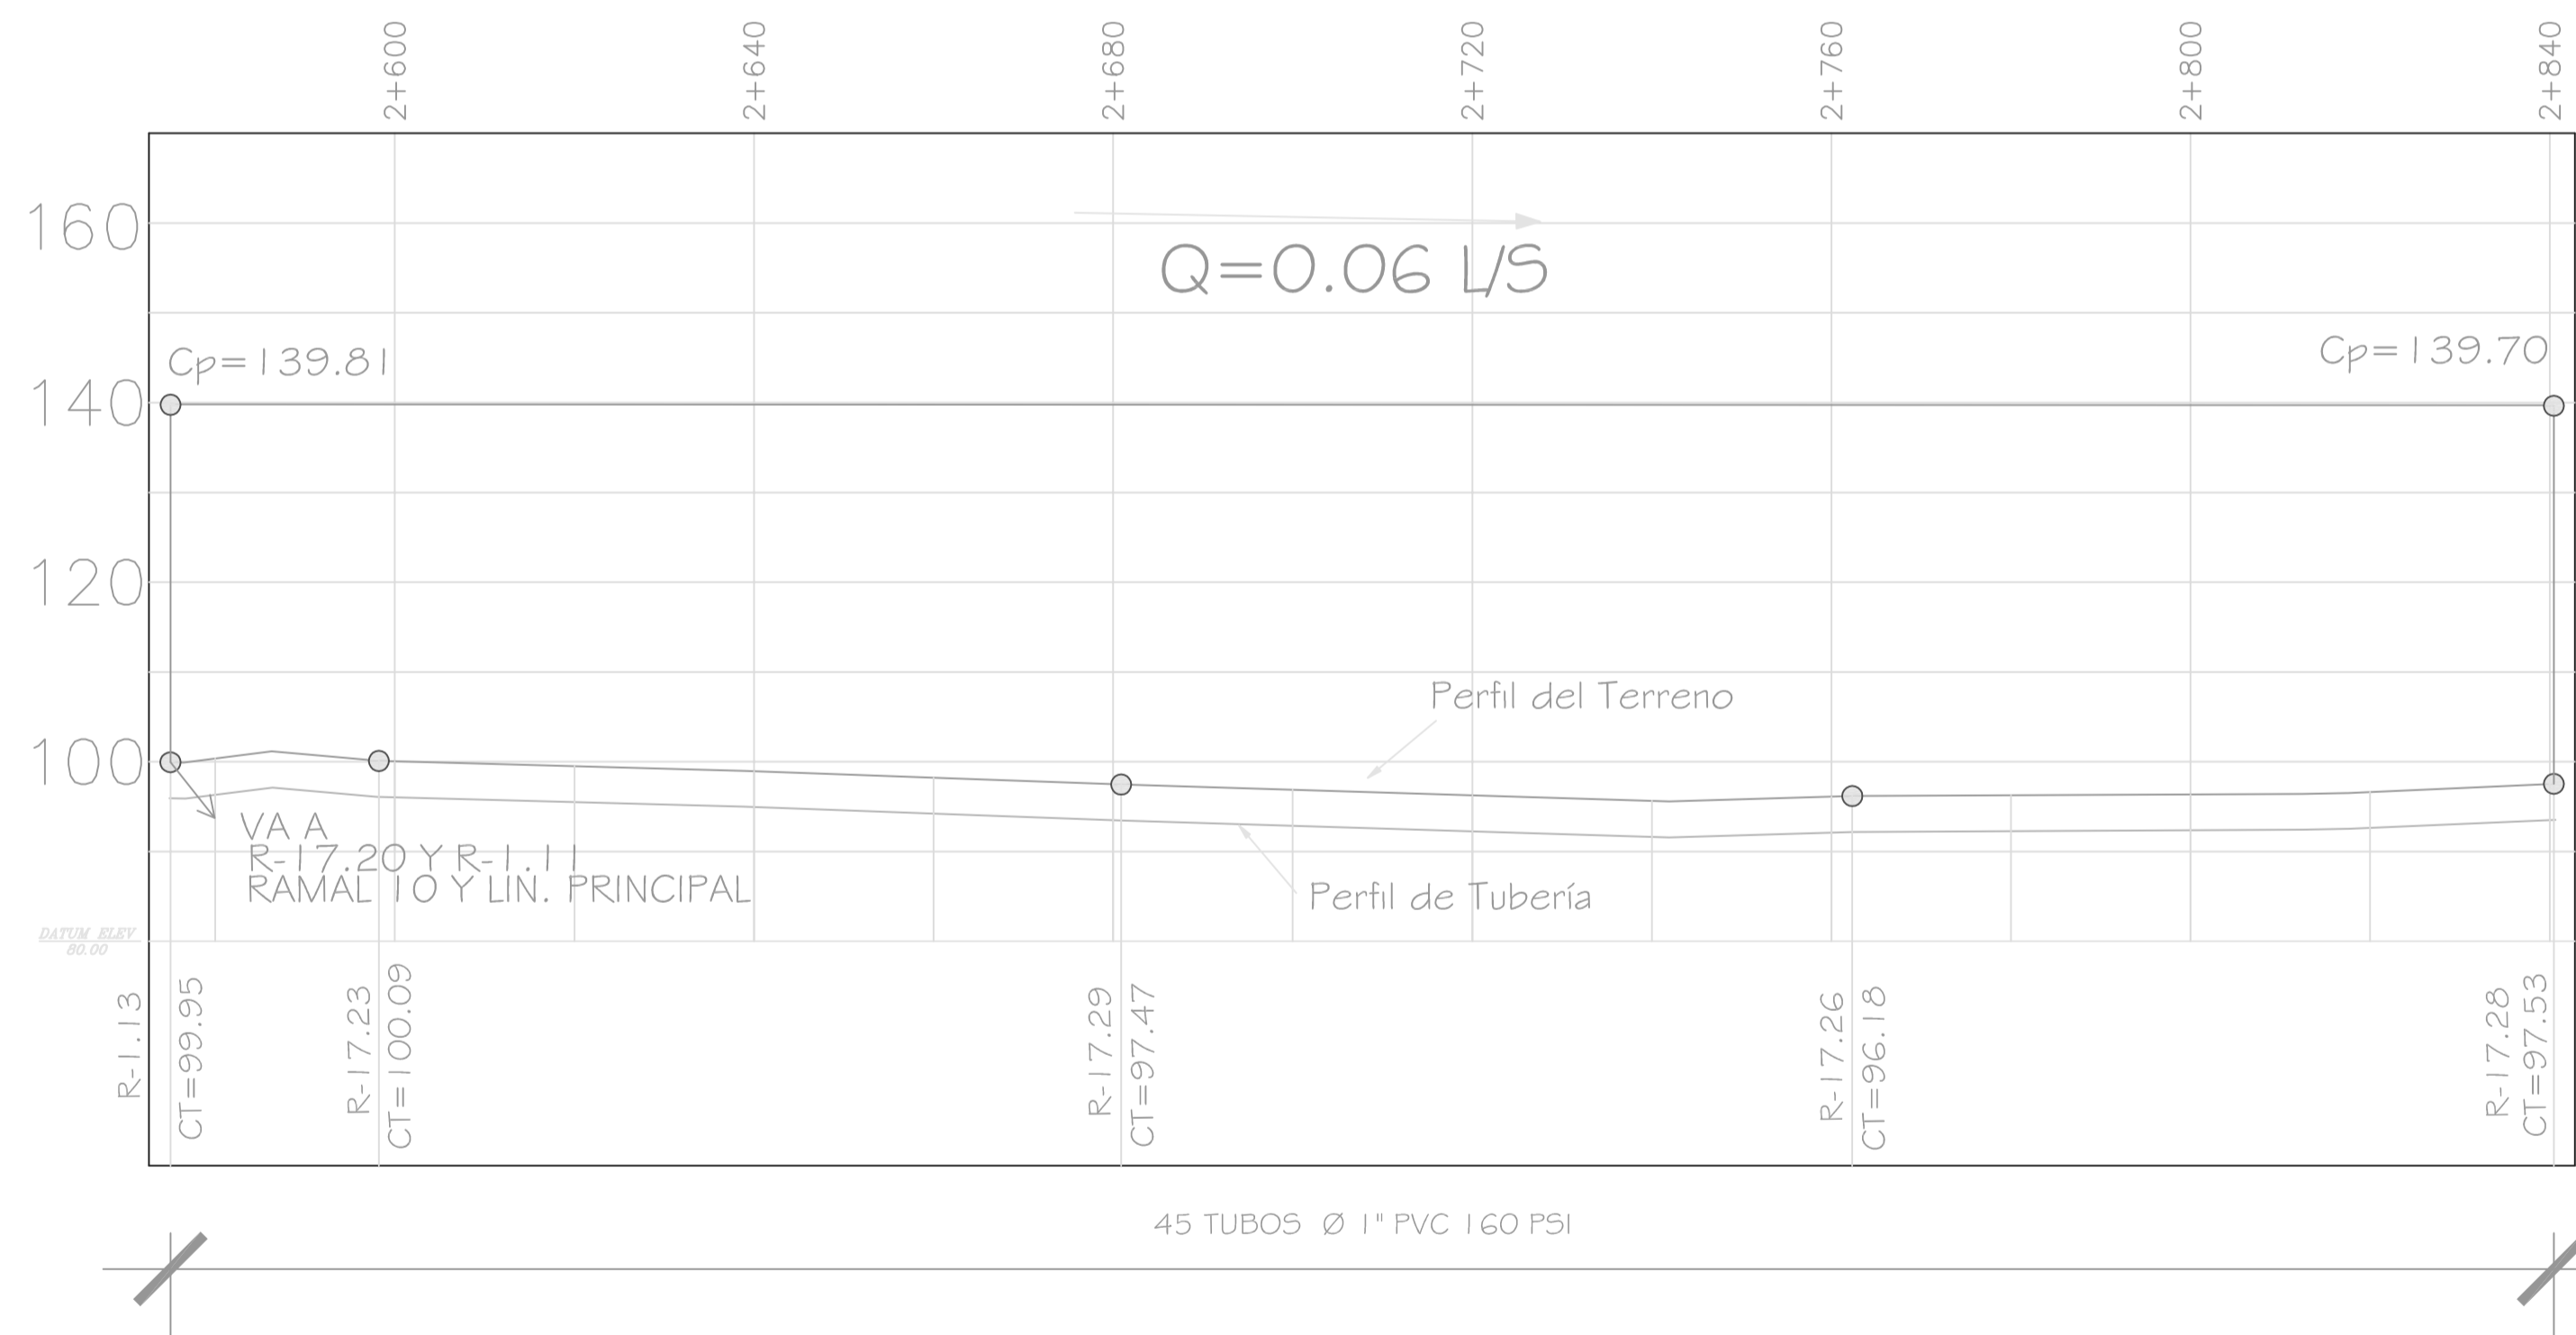 2+600
2+640
2+680
2+720
2+760
2+800
2+840
160
Q=0.06 L/S
Cp=139.81
Cp=139.70
140
120
Perfil del Terreno
100
VA A
R-17.20 Y R-1.11
RAMAL 10 Y LIN. PRINCIPAL
Perfil de Tubería
DATUM ELEV
80.00
R-1.13
CT=99.95
R-17.23
CT=100.09
R-17.29
CT=97.47
R-17.26
CT=96.18
R-17.28
CT=97.53
45 TUBOS Ø 1" PVC 160 PSI